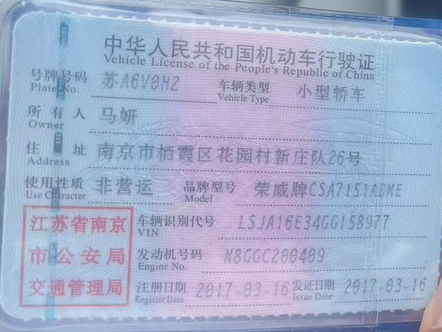 中华人民共和国机动车行驶证
Vehicle License of the People's Republic of China
号牌号码 苏A6V0H2 车辆类型 小型轿车
Plate No. Vehicle Type
所有人 马妍
Owner
住址 南京市栖霞区花园村新庄队26号
Address
使用性质 非营运 品牌型号 荣威牌CSA7151ADME
Use Character Model
江苏省南京 车辆识别代号 LSJA16E34GG158977
VIN
市公安局 发动机号码 N8GGC200409
Engine No.
交通管理局 注册日期 2017-03-16 发证日期 2017-03-16
Register Date Issue Date